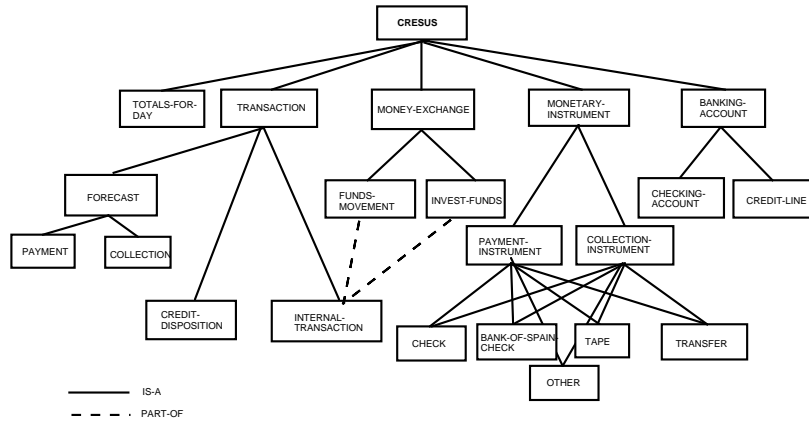 CRESUS
TOTALS-FOR-
DAY
TRANSACTION
MONEY-EXCHANGE
MONETARY-
INSTRUMENT
BANKING-
ACCOUNT
FORECAST
FUNDS-
MOVEMENT
INVEST-FUNDS
CHECKING-
ACCOUNT
CREDIT-LINE
PAYMENT
COLLECTION
PAYMENT-
INSTRUMENT
COLLECTION-
INSTRUMENT
CREDIT-
DISPOSITION
INTERNAL-
TRANSACTION
CHECK
BANK-OF-SPAIN-
CHECK
TAPE
TRANSFER
OTHER
IS-A
PART-OF